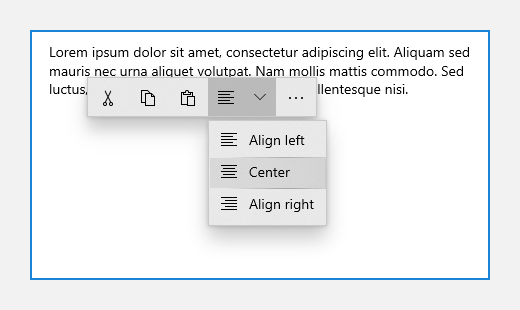 Lorem ipsum dolor sit amet, consectetur adipiscing elit. Aliquam sed
mauris nec urna aliquet volutpat. Nam mollis mattis commodo. Sed
luctus, llentesque nisi.
Align left
Center
Align right